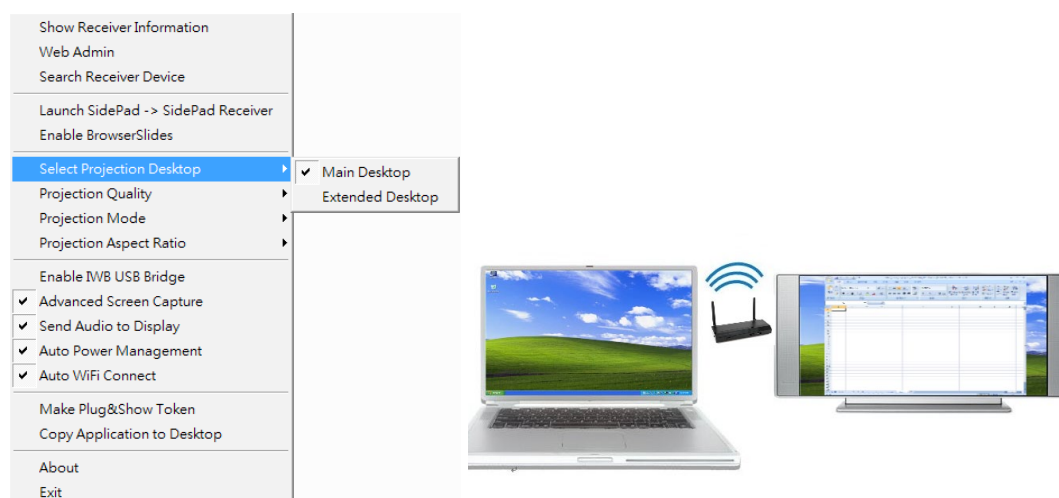 Show Receiver Information
Web Admin
Search Receiver Device
Launch SidePad -> SidePad Receiver
Enable BrowserSlides
Select Projection Desktop
Main Desktop
Extended Desktop
Projection Quality
Projection Mode
Projection Aspect Ratio
Enable IWB USB Bridge
Advanced Screen Capture
Send Audio to Display
Auto Power Management
Auto WiFi Connect
Make Plug&Show Token
Copy Application to Desktop
About
Exit